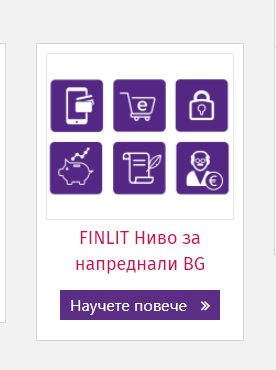 e
€
FINLIT Ниво за
напреднали BG
Научете повече »